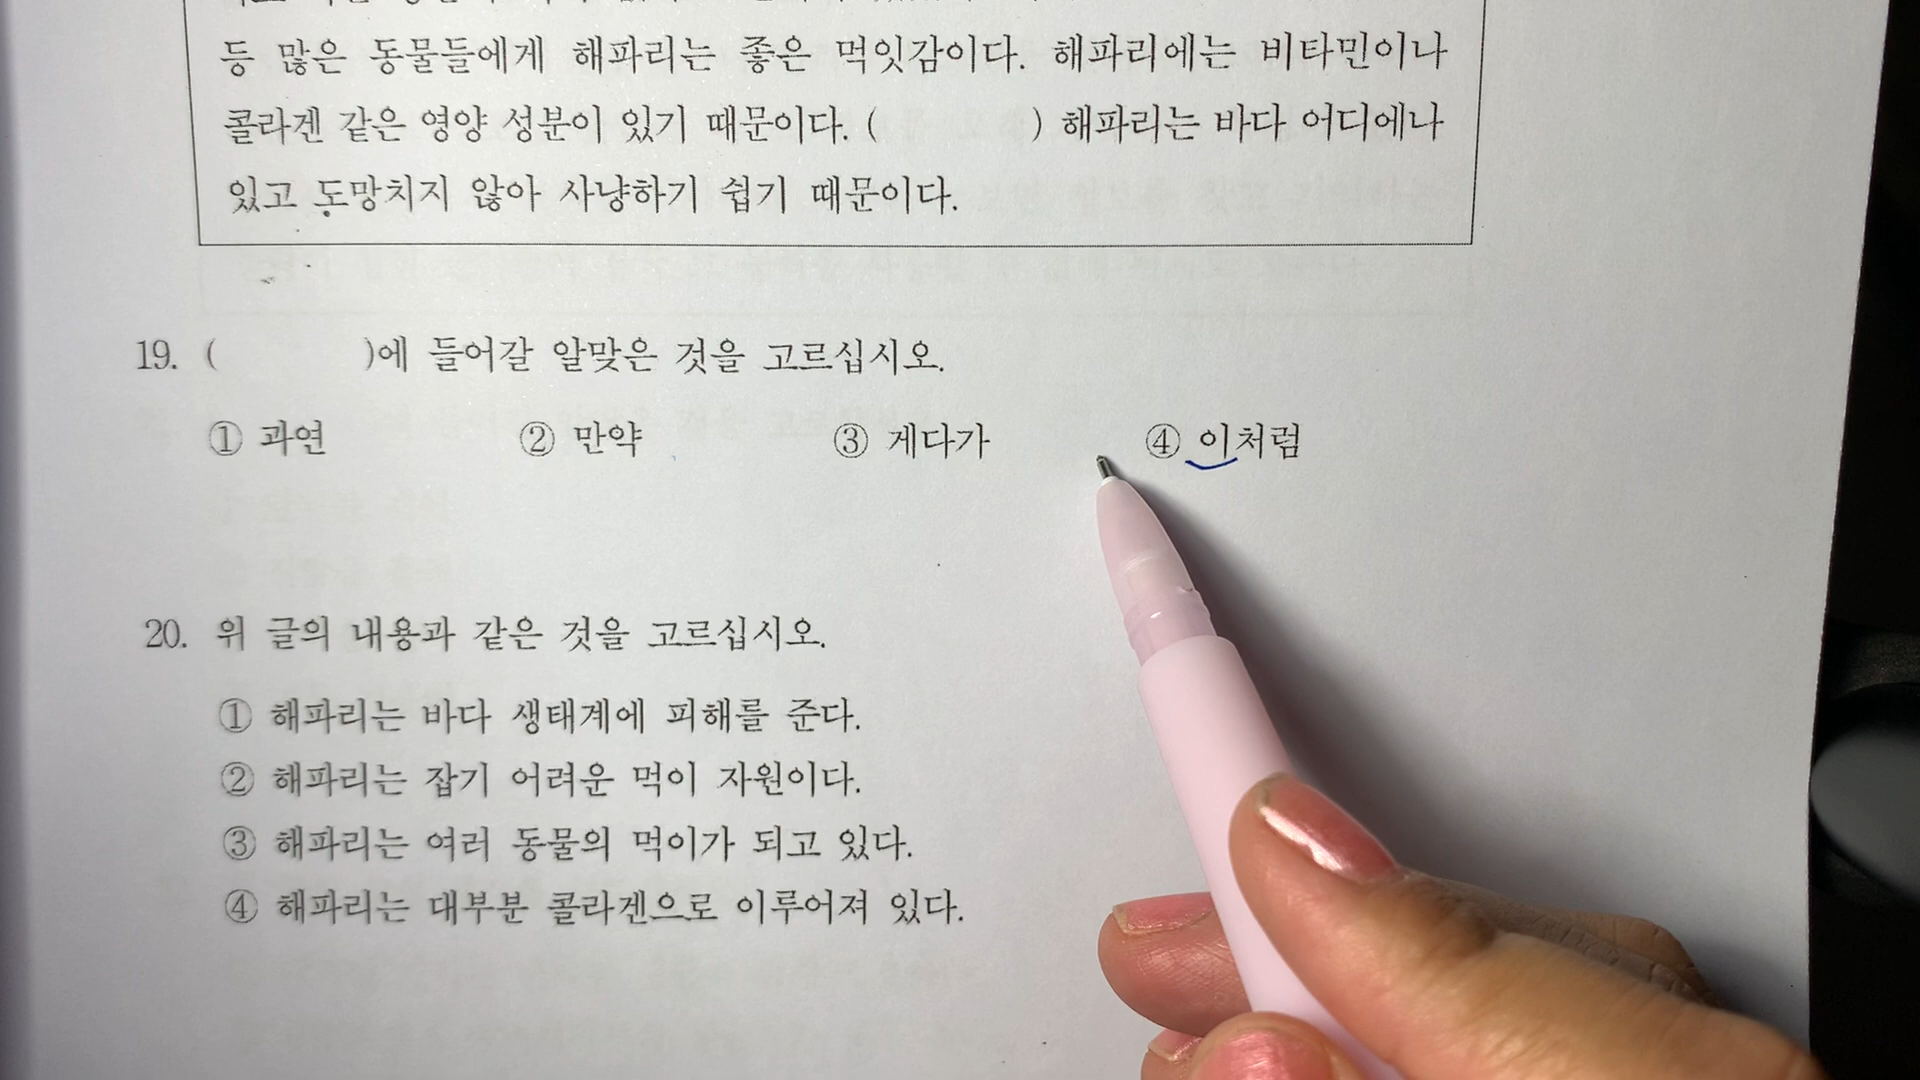 등 많은 동물들에게 해파리는 좋은 먹잇감이다. 해파리에는 비타민이나
콜라겐 같은 영양 성분이 있기 때문이다. (          ) 해파리는 바다 어디에나
있고 도망치지 않아 사냥하기 쉽기 때문이다.
19. (          )에 들어갈 알맞은 것을 고르십시오.
① 과연 ② 만약 ③ 게다가 ④ 이처럼
20. 위 글의 내용과 같은 것을 고르십시오.
① 해파리는 바다 생태계에 피해를 준다.
② 해파리는 잡기 어려운 먹이 자원이다.
③ 해파리는 여러 동물의 먹이가 되고 있다.
④ 해파리는 대부분 콜라겐으로 이루어져 있다.